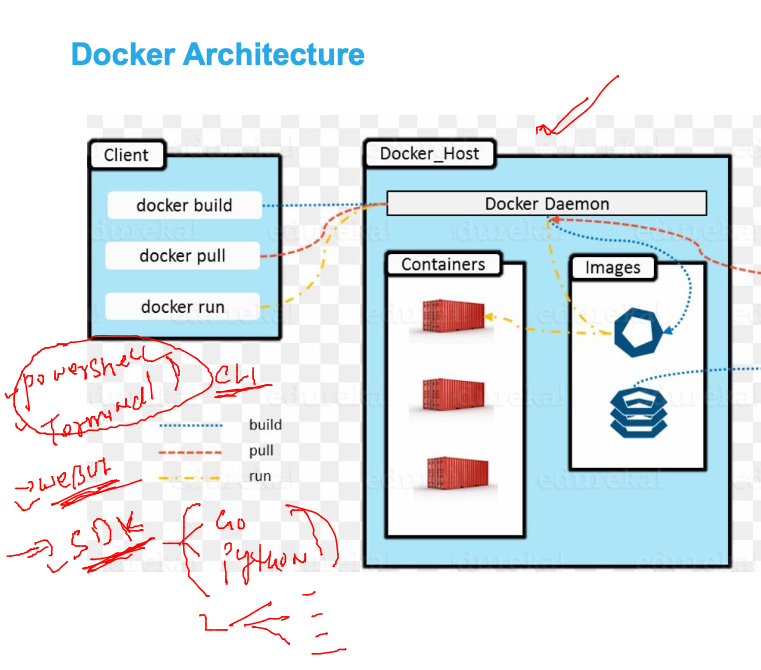 Docker Architecture
Client
docker build
docker pull
docker run
Docker_Host
Docker Daemon
Containers
Images
powershell
Terminal
CLI
build
pull
run
WEBUI
SDK
Go
Python
edureka!